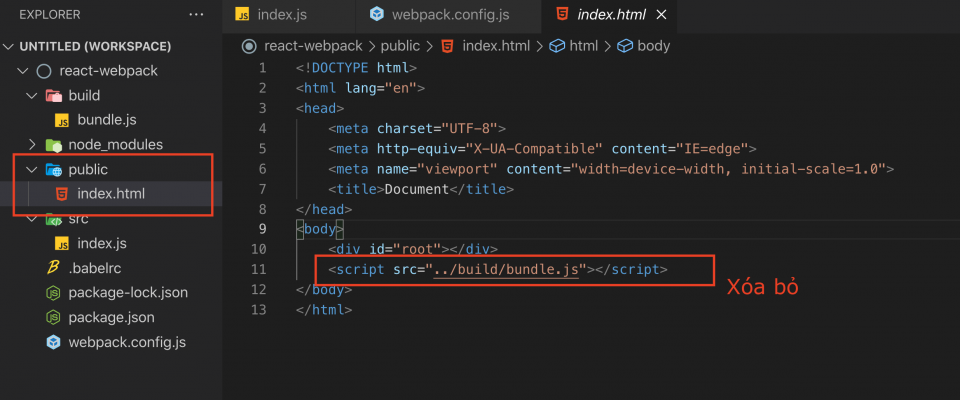 EXPLORER ...
JS index.js webpack.config.js index.html
UNTITLED (WORKSPACE)
react-webpack > public > index.html > html > body
react-webpack
build
JS bundle.js
node_modules
public
index.html
src
JS index.js
.babelrc
package-lock.json
package.json
webpack.config.js
1 <!DOCTYPE html>
2 <html lang="en">
3 <head>
4 <meta charset="UTF-8">
5 <meta http-equiv="X-UA-Compatible" content="IE=edge">
6 <meta name="viewport" content="width=device-width, initial-scale=1.0">
7 <title>Document</title>
8 </head>
9 <body>
10 <div id="root"></div>
11 <script src="../build/bundle.js"></script>
12 </body>
13 </html>
Xóa bỏ